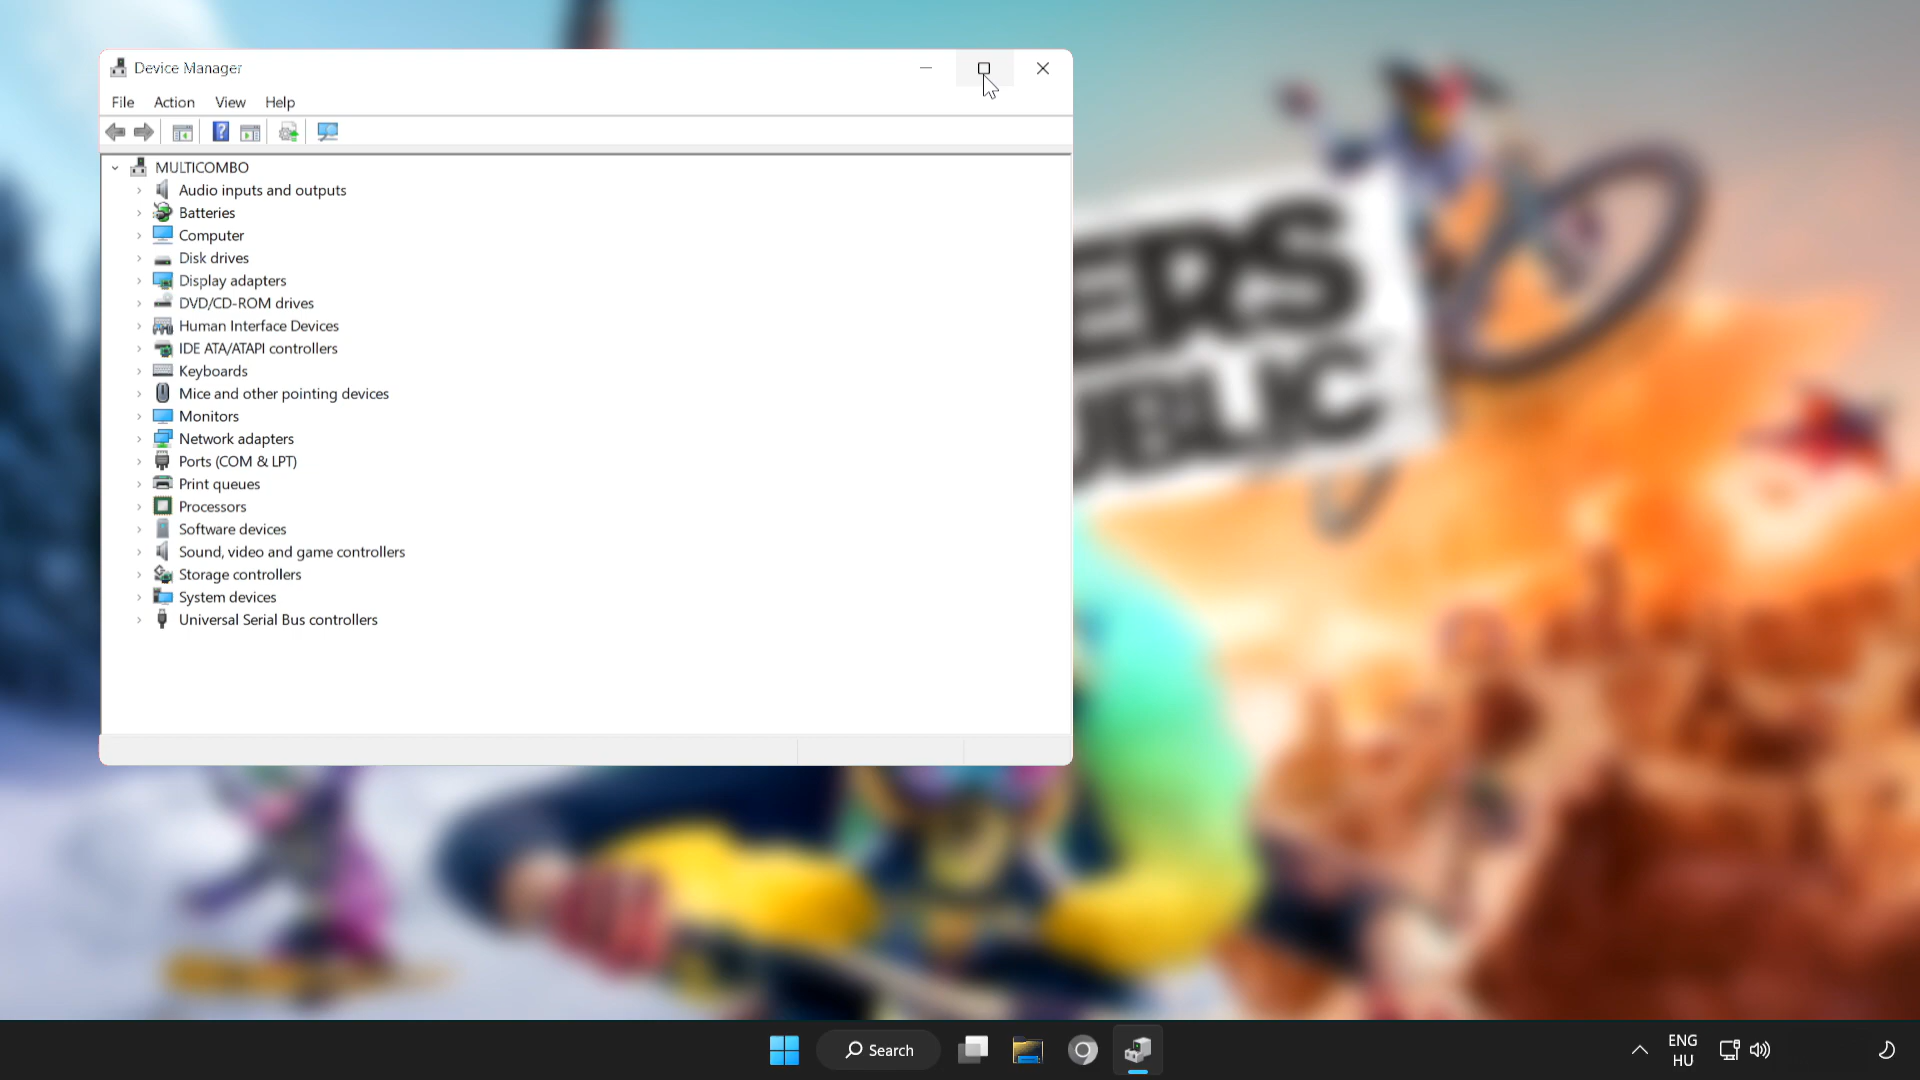 Device Manager
File Action View Help
MULTICOMBO
Audio inputs and outputs
Batteries
Computer
Disk drives
Display adapters
DVD/CD-ROM drives
Human Interface Devices
IDE ATA/ATAPI controllers
Keyboards
Mice and other pointing devices
Monitors
Network adapters
Ports (COM & LPT)
Print queues
Processors
Software devices
Sound, video and game controllers
Storage controllers
System devices
Universal Serial Bus controllers
ERS
UBLIC
Search
ENG
HU